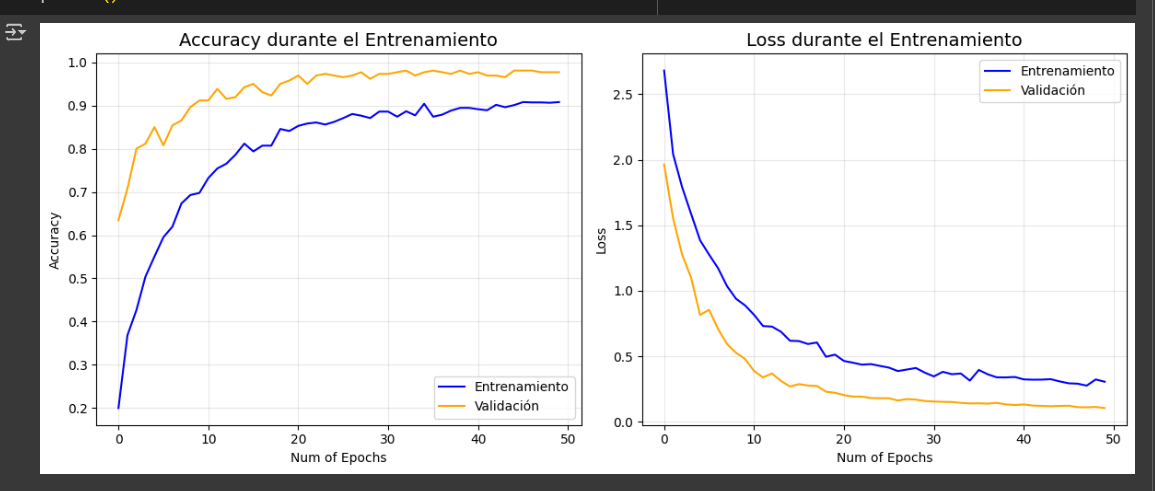 Accuracy durante el Entrenamiento
1.0
0.9
0.8
0.7
0.6
0.5
0.4
0.3
0.2
Accuracy
0
10
20
30
40
50
Num of Epochs
Entrenamiento
Validación
Loss durante el Entrenamiento
2.5
2.0
1.5
1.0
0.5
0.0
Loss
0
10
20
30
40
50
Num of Epochs
Entrenamiento
Validación